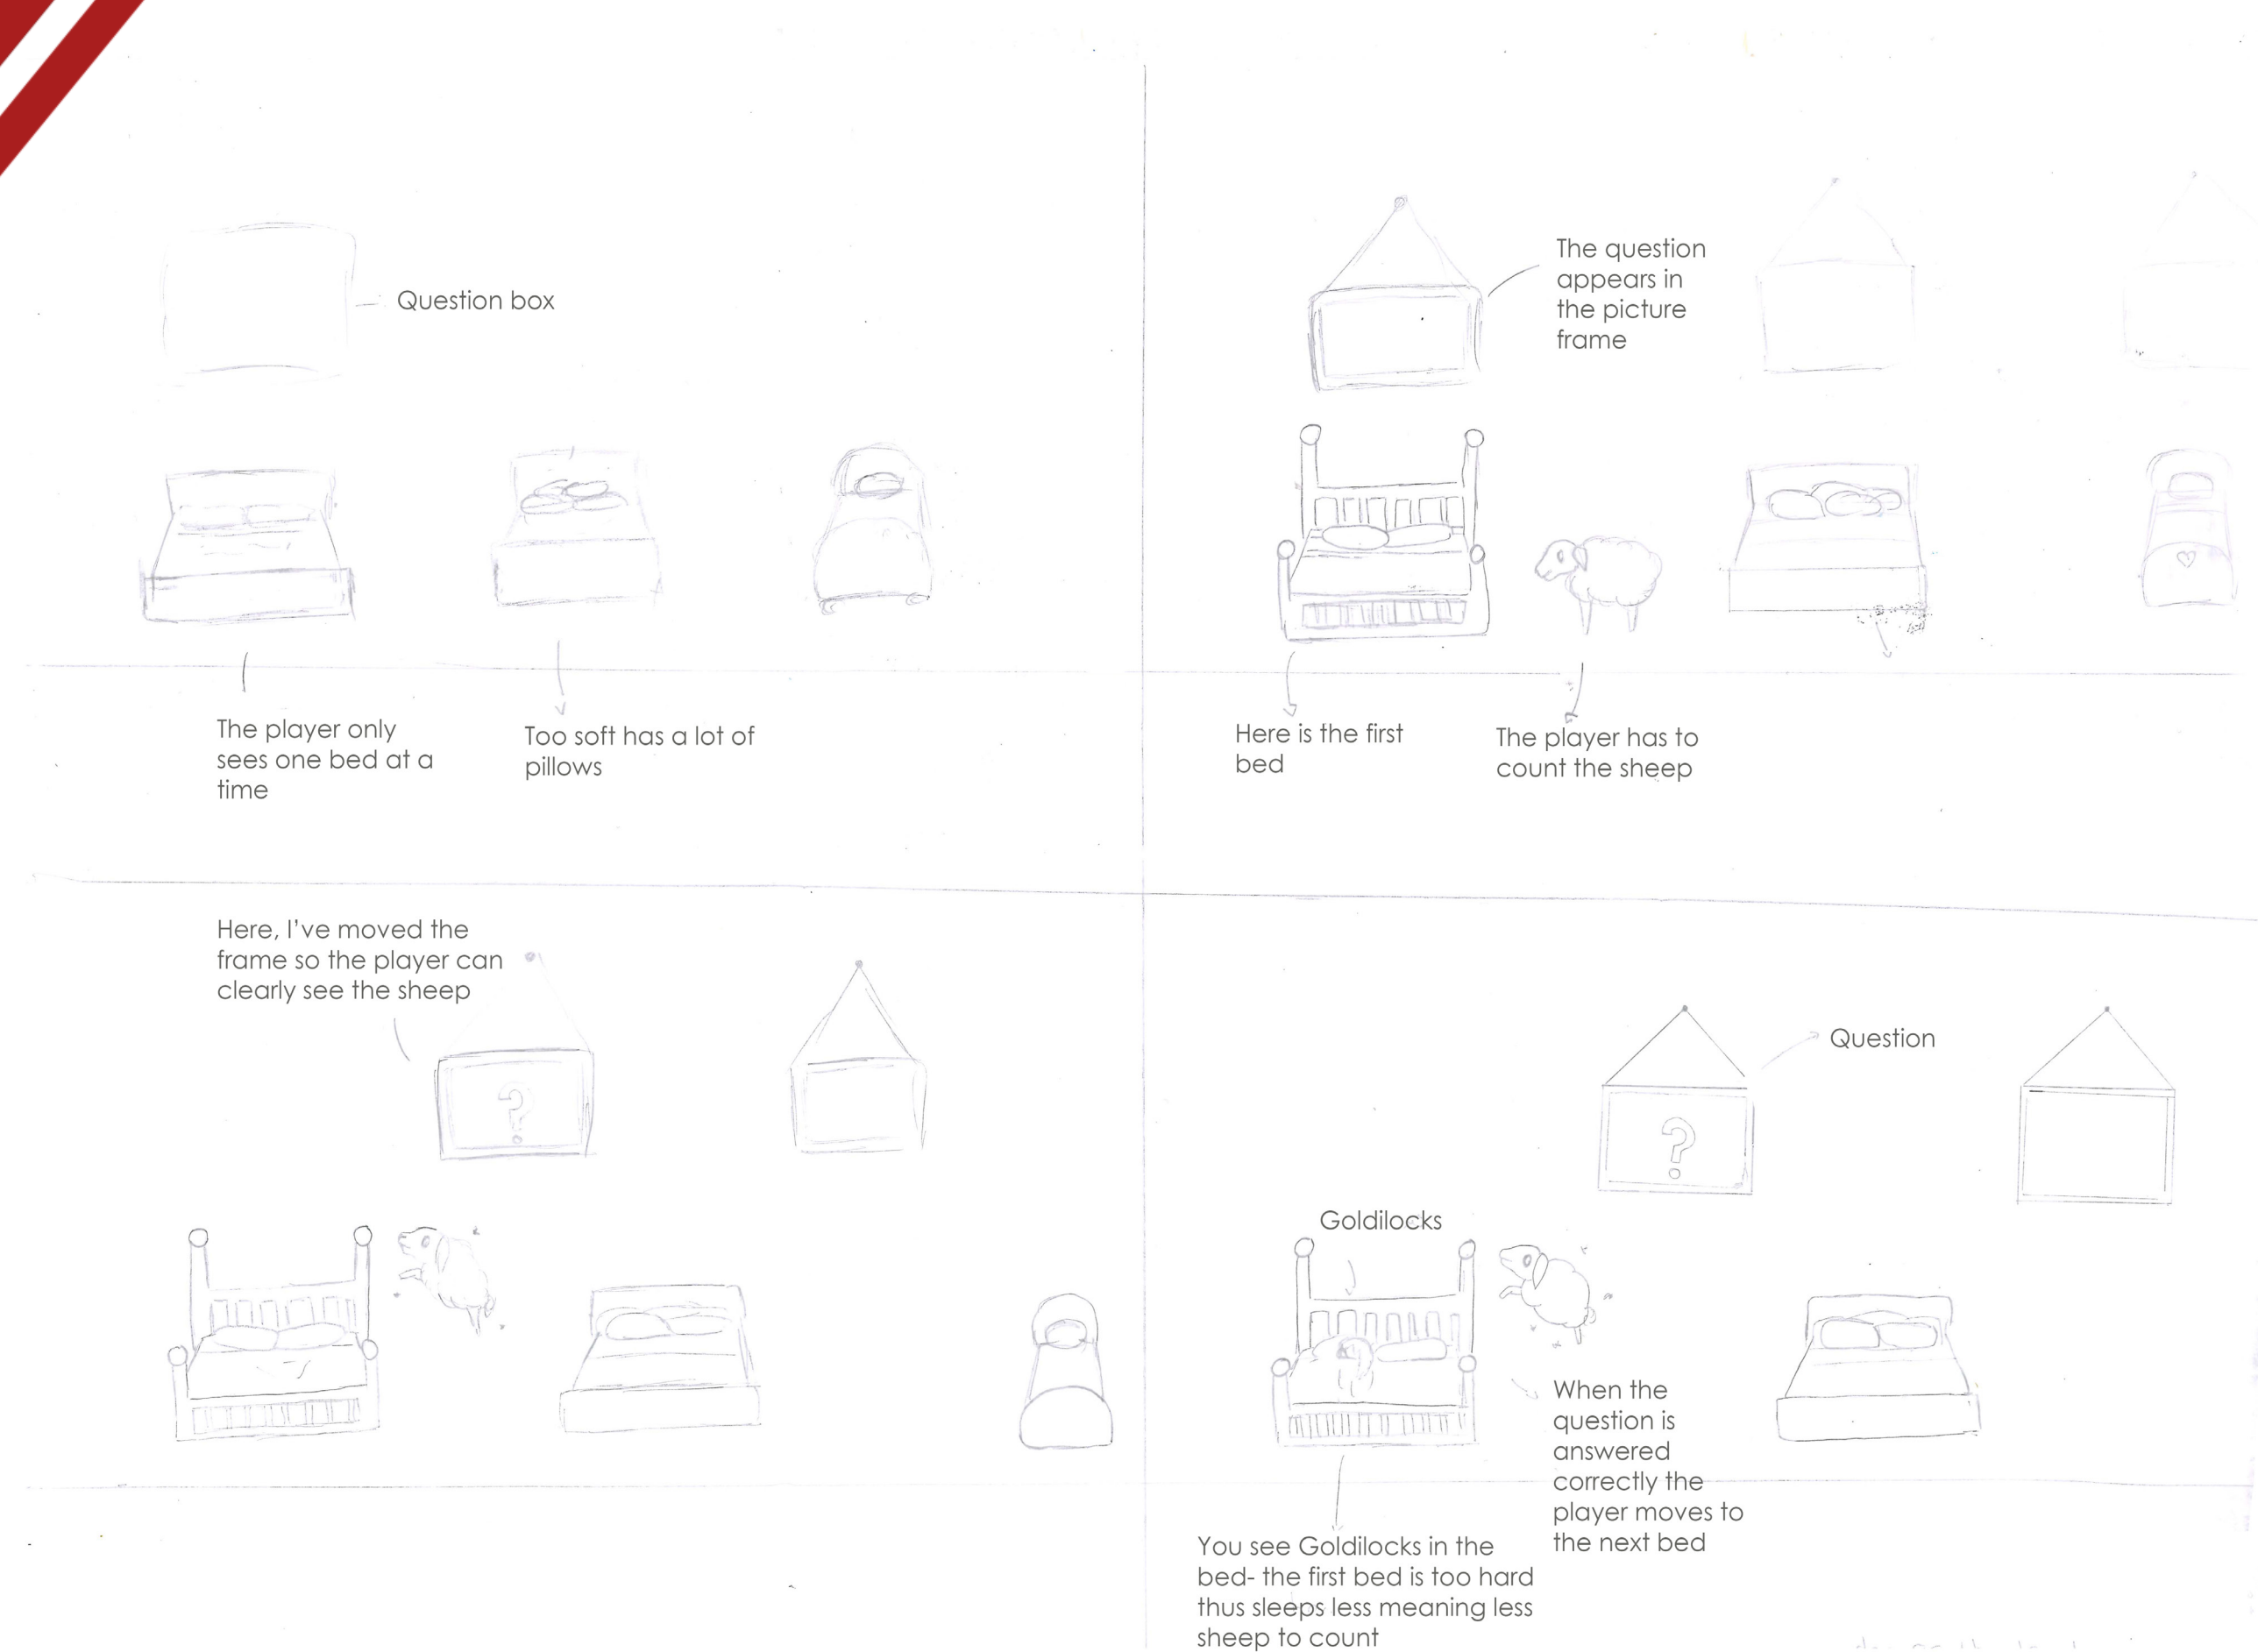 Question box
The player only
sees one bed at a
time
Too soft has a lot of
pillows
The question
appears in
the picture
frame
Here is the first
bed
The player has to
count the sheep
Here, I've moved the
frame so the player can
clearly see the sheep
?
Question
?
Goldilocks
When the
question is
answered
correctly the
player moves to
the next bed
You see Goldilocks in the
bed- the first bed is too hard
thus sleeps less meaning less
sheep to count